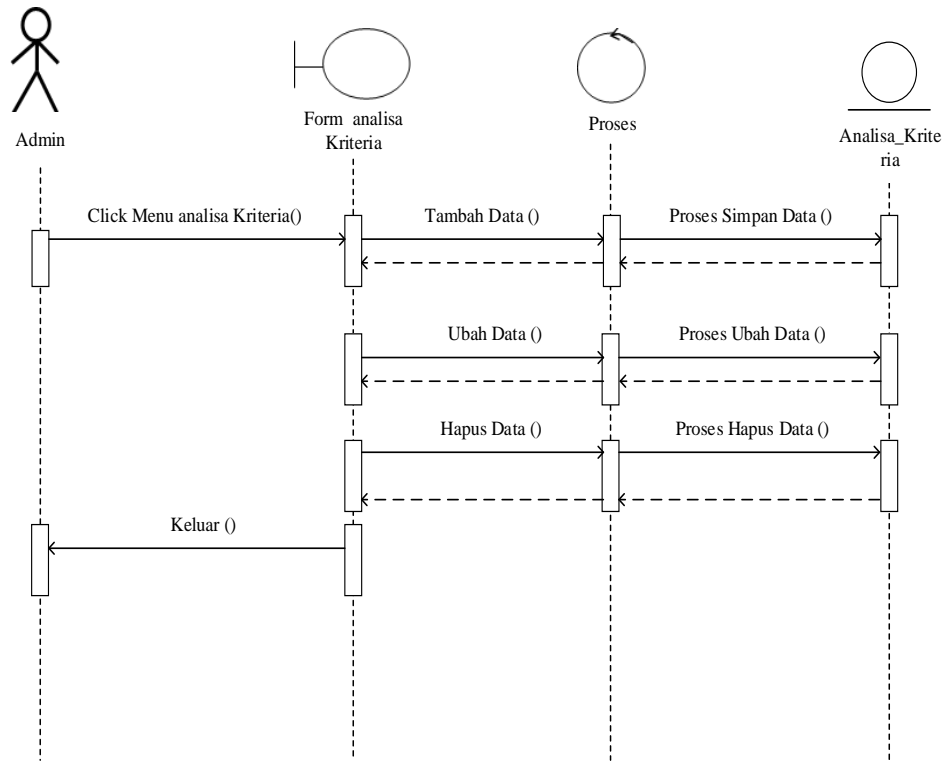 Admin
Form analisa
Kriteria
Proses
Analisa_Krite
ria
Click Menu analisa Kriteria()
Tambah Data ()
Proses Simpan Data ()
Ubah Data ()
Proses Ubah Data ()
Hapus Data ()
Proses Hapus Data ()
Keluar ()